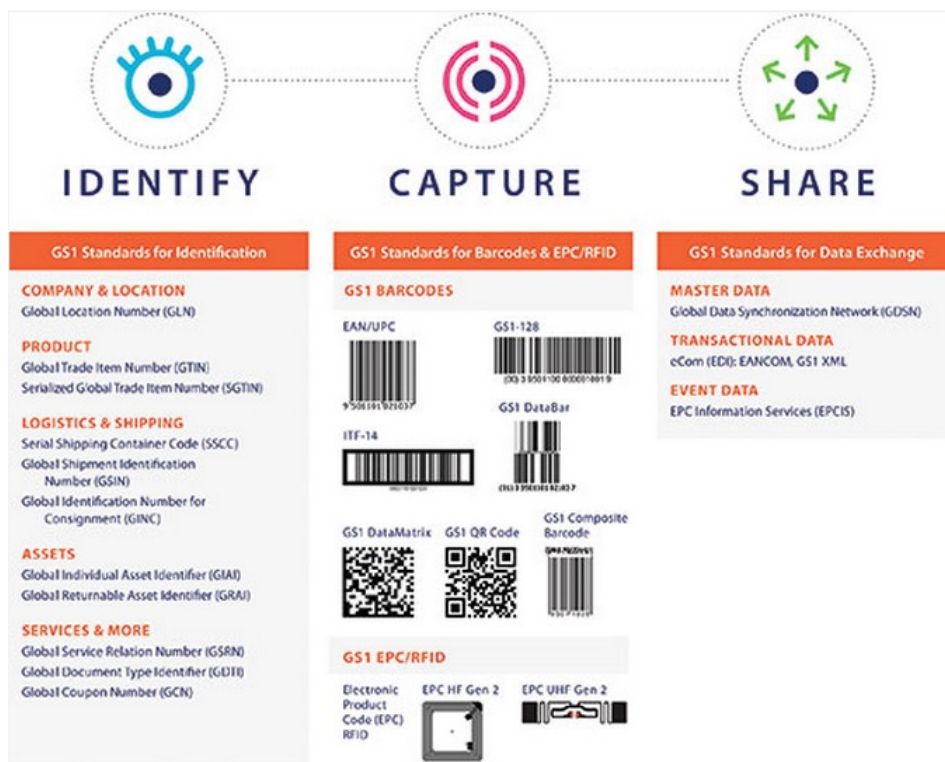 IDENTIFY
CAPTURE
SHARE
GS1 Standards for Identification
COMPANY & LOCATION
Global Location Number (GLN)
PRODUCT
Global Trade Item Number (GTIN)
Serialized Global Trade Item Number (SGTIN)
LOGISTICS & SHIPPING
Serial Shipping Container Code (SSCC)
Global Shipment Identification
Number (GSIN)
Global Identification Number for
Consignment (GINC)
ASSETS
Global Individual Asset Identifier (GIAI)
Global Returnable Asset Identifier (GRAI)
SERVICES & MORE
Global Service Relation Number (GSRN)
Global Document Type Identifier (GDTI)
Global Coupon Number (GCN)
GS1 Standards for Barcodes & EPC/RFID
GS1 BARCODES
EAN/UPC
GS1-128
GS1 DataBar
ITF-14
GS1 DataMatrix
GS1 QR Code
GS1 Composite
Barcode
GS1 EPC/RFID
Electronic
Product
Code (EPC)
RFID
EPC HF Gen 2
EPC UHF Gen 2
GS1 Standards for Data Exchange
MASTER DATA
Global Data Synchronization Network (GDSN)
TRANSACTIONAL DATA
eCom (EDI): EANCOM, GS1 XML
EVENT DATA
EPC Information Services (EPCIS)